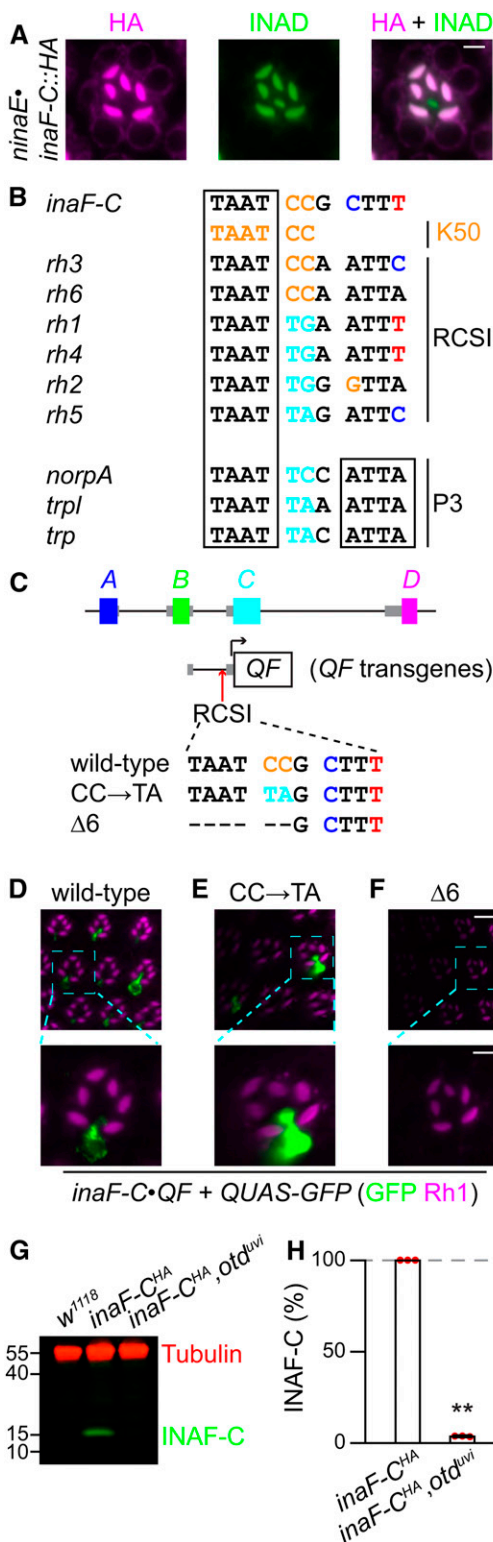 A
HA INAD HA + INAD
ninaE•
inaF-C::HA
B
inaF-C TAAT CCG CTTT
TAAT CC K50
rh3 TAAT CCA ATTC
rh6 TAAT CCA ATTA
rh1 TAAT TGA ATTT
rh4 TAAT TGA ATTT
rh2 TAAT TGG GTTA
rh5 TAAT TAG ATTC
RCSI
norpA TAAT TCC ATTA
trpl TAAT TAA ATTA
trp TAAT TAC ATTA
P3
C
A B C D
QF (QF transgenes)
RCSI
wild-type TAAT CCG CTTT
CC→TA TAAT TAG CTTT
Δ6 ---- --G CTTT
D E F
wild-type CC→TA Δ6
inaF-C•QF + QUAS-GFP (GFP Rh1)
G
w1118 inaF-CHA inaF-CHA,otduvi
55 Tubulin
40
15 INAF-C
10
H
INAF-C (%)
100
50
0
**
inaF-CHA
inaF-CHA,otduvi